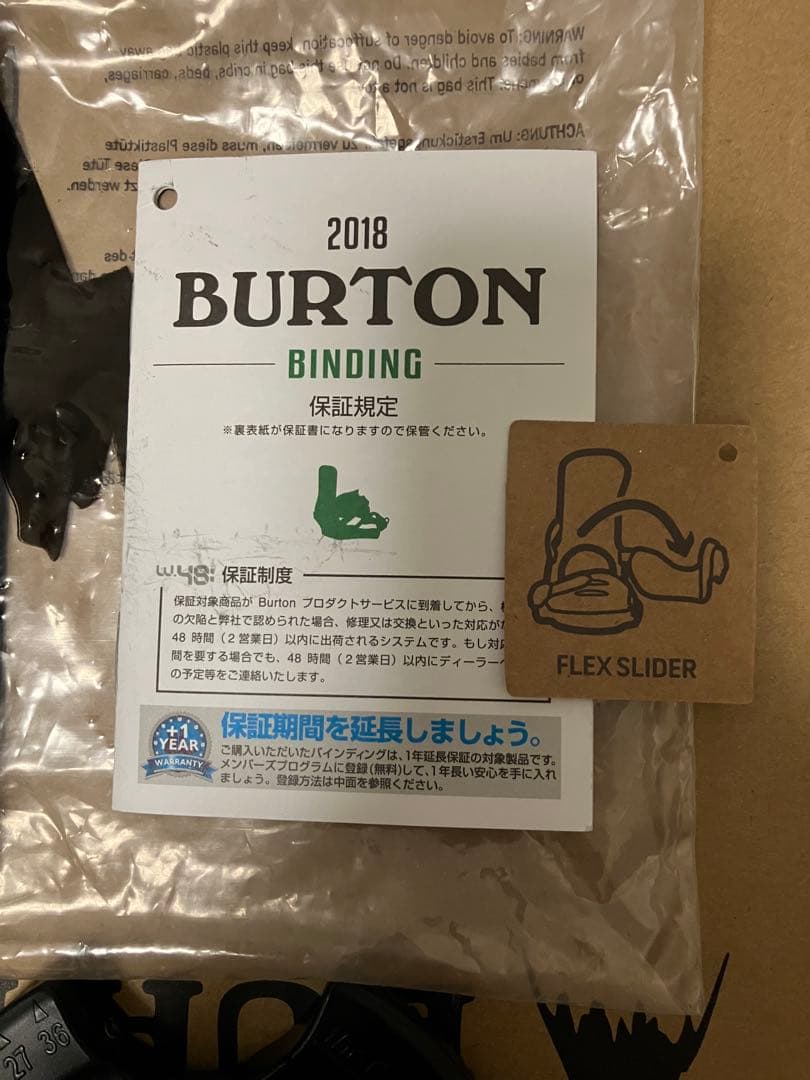 WARNING: To avoid danger of suffocation, keep this plastic away
from babies and children. Do not use this bag in cribs, beds, carriages,
This bag is not a
ACHTUNG: Um vermeiden, muss diese Plastiktüte
Tüte
werden.
2018
BURTON
BINDING
保証規定
※裏表紙が保証書になりますので保管ください。
W.48! 保証制度
保証対象商品が Burton プロダクトサービスに到着してから、
の欠陥と弊社で認められた場合、修理又は交換といった対応が
48 時間（2営業日）以内に出荷されるシステムです。もし対
間を要する場合でも、48 時間（2営業日）以内にディーラー
の予定等をご連絡いたします。
FLEX SLIDER
+1
YEAR
WARRANTY
保証期間を延長しましょう。
ご購入いただいたバインディングは、1年延長保証の対象製品です。
メンバーズプログラムに登録(無料)して、1年長い安心を手に入れ
ましょう。登録方法は中面を参照ください。
27 36